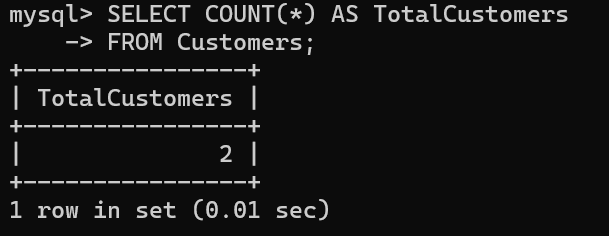 mysql> SELECT COUNT(*) AS TotalCustomers
    -> FROM Customers;
+----------------+
| TotalCustomers |
+----------------+
|              2 |
+----------------+
1 row in set (0.01 sec)